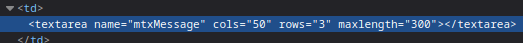 <td>
<textarea name="mtxMessage" cols="50" rows="3" maxlength="300"></textarea>
</td>